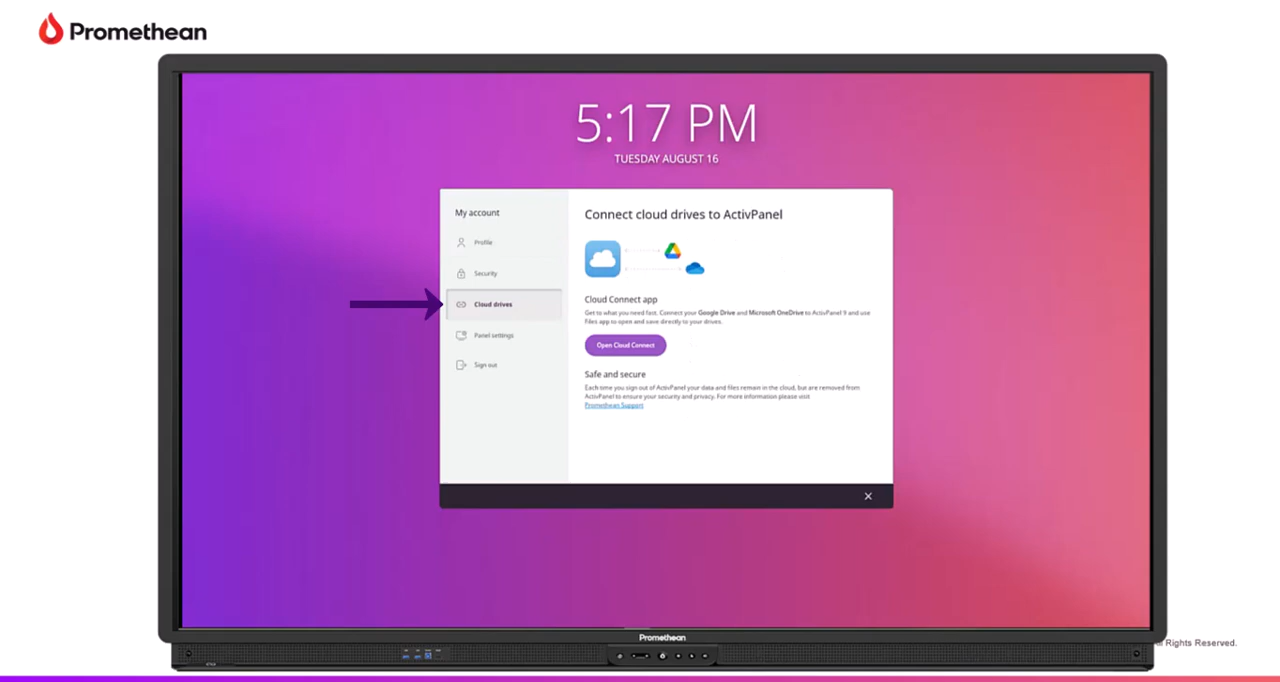 Promethean
5:17 PM
TUESDAY AUGUST 16
My account
Profile
Security
Cloud drives
Panel settings
Sign out
Connect cloud drives to ActivPanel
Cloud Connect app
Get to what you need fast. Connect your Google Drive and Microsoft OneDrive to ActivPanel 9 and use
files app to open and save directly to your drives.
Open Cloud Connect
Safe and secure
Each time you sign out of ActivPanel your data and files remain in the cloud, but are removed from
ActivPanel to ensure your security and privacy. For more information please visit
Promethean Support
Promethean
Rights Reserved.